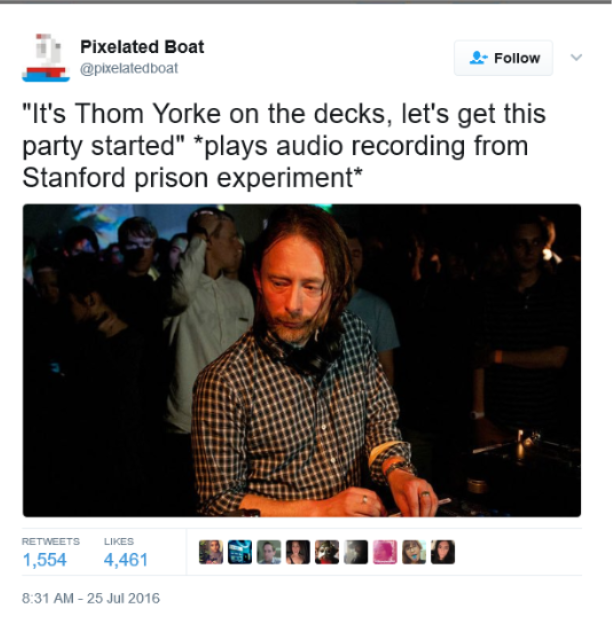 Pixelated Boat
@pixelatedboat
Follow
"It's Thom Yorke on the decks, let's get this
party started" *plays audio recording from
Stanford prison experiment*
RETWEETS LIKES
1,554 4,461
8:31 AM - 25 Jul 2016